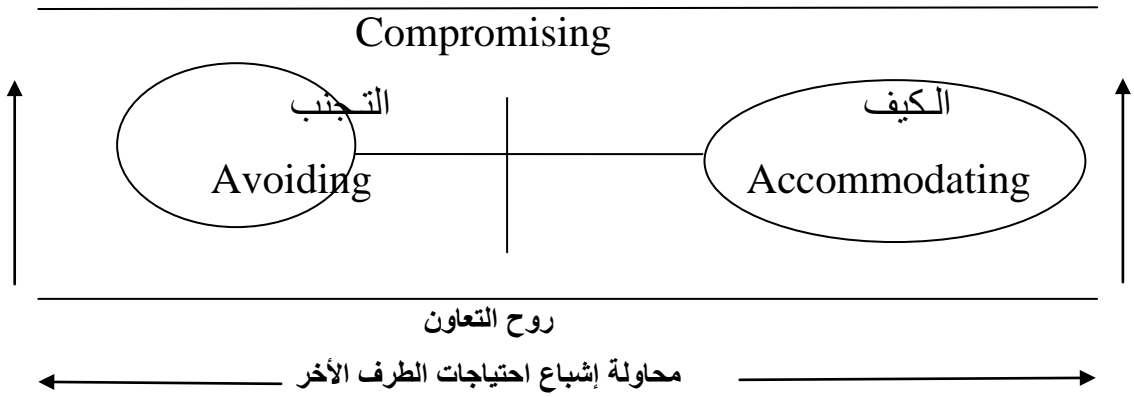 Compromising
التجنب
الكيف
Avoiding
Accommodating
روح التعاون
محاولة إشباع احتياجات الطرف الأخر